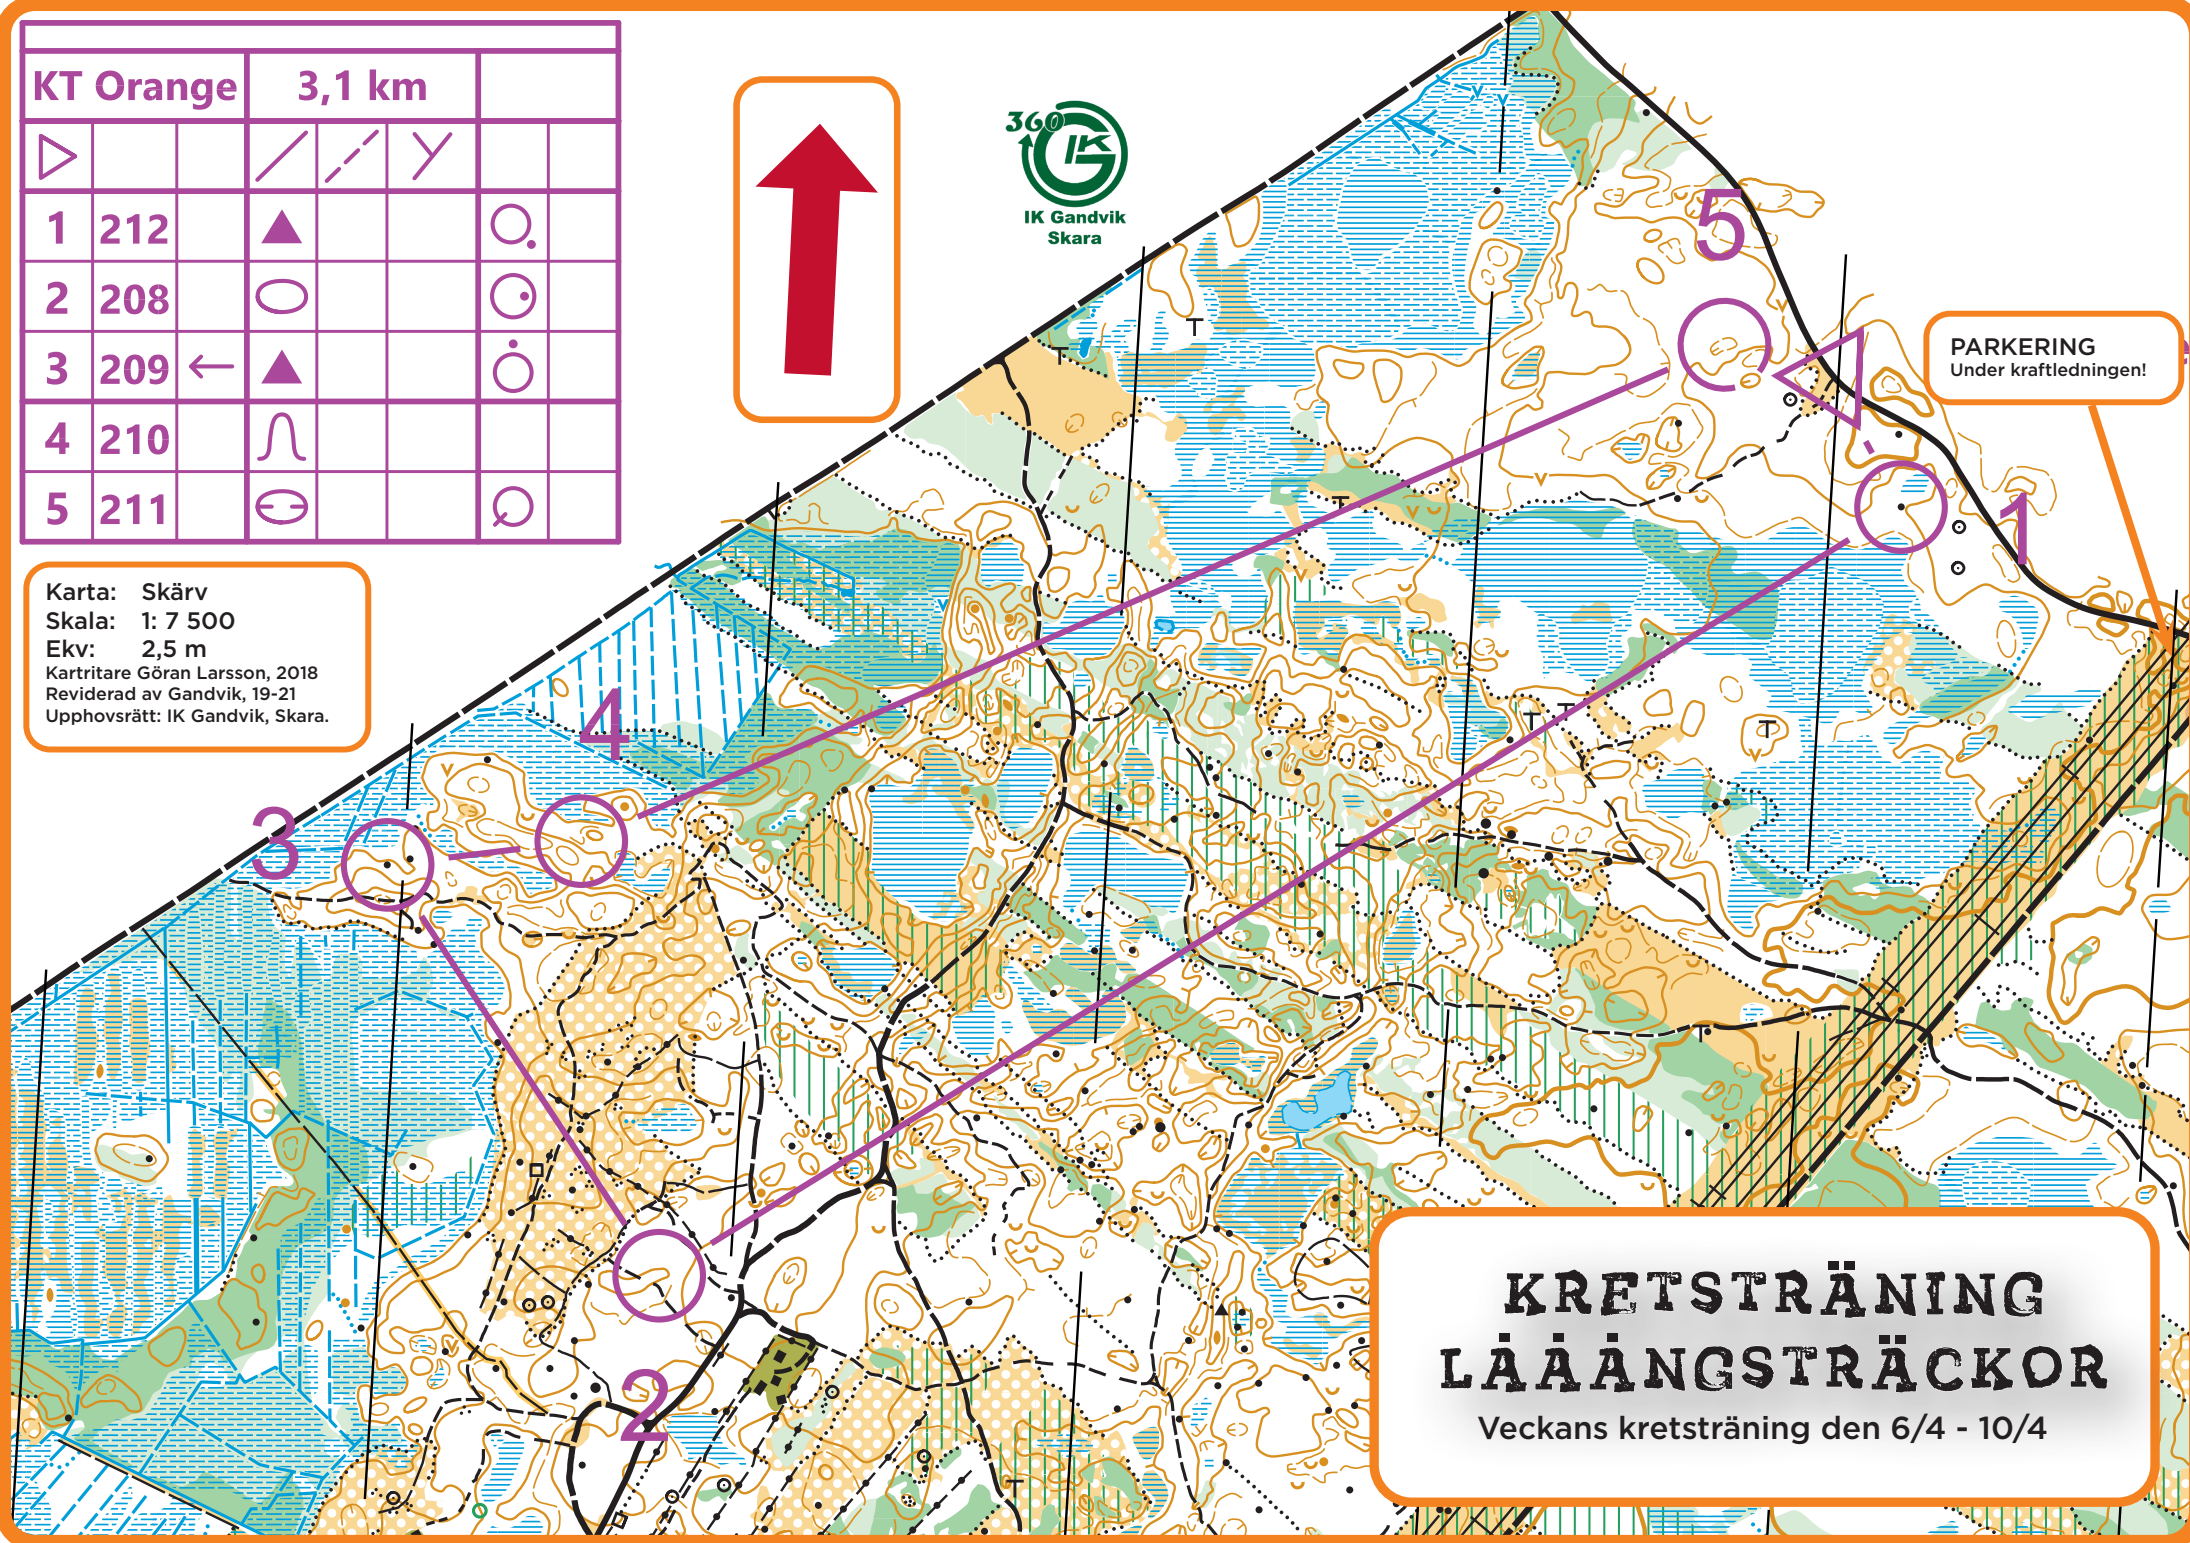 KT Orange 3,1 km
1 212
2 208
3 209
4 210
5 211
360
IK G
IK Gandvik
Skara
5
PARKERING
Under kraftledningen!
1
Karta: Skärv
Skala: 1: 7 500
Ekv: 2,5 m
Kartritare Göran Larsson, 2018
Reviderad av Gandvik, 19-21
Upphovsrätt: IK Gandvik, Skara.
4
3
2
KRETSTRÄNING
LÅÅÅNGSTRÄCKOR
Veckans kretsträning den 6/4 - 10/4